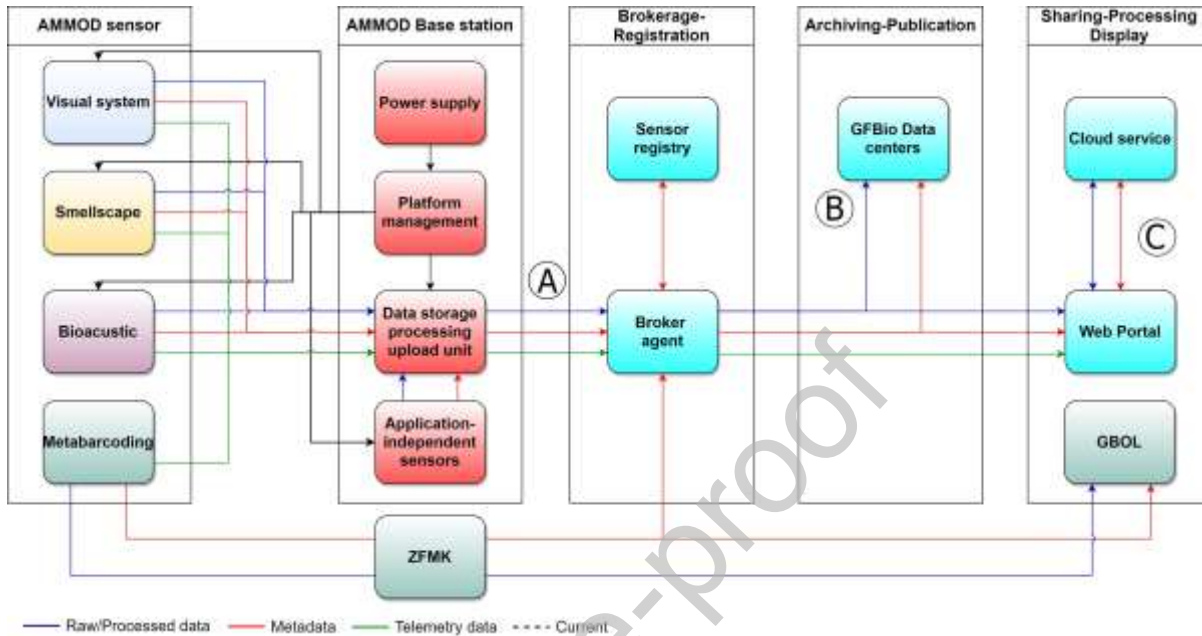 AMMOD sensor
Visual system
Smellscape
Bioacustic
Metabarcoding
AMMOD Base station
Power supply
Platform
management
Data storage
processing
upload unit
Application-
independent
sensors
A
Brokerage-
Registration
Sensor
registry
Broker
agent
Archiving-Publication
GFBio Data
centers
B
Sharing-Processing
Display
Cloud service
C
Web Portal
GBOL
ZFMK
Raw/Processed data
Metadata
Telemetry data
Current
e-proof